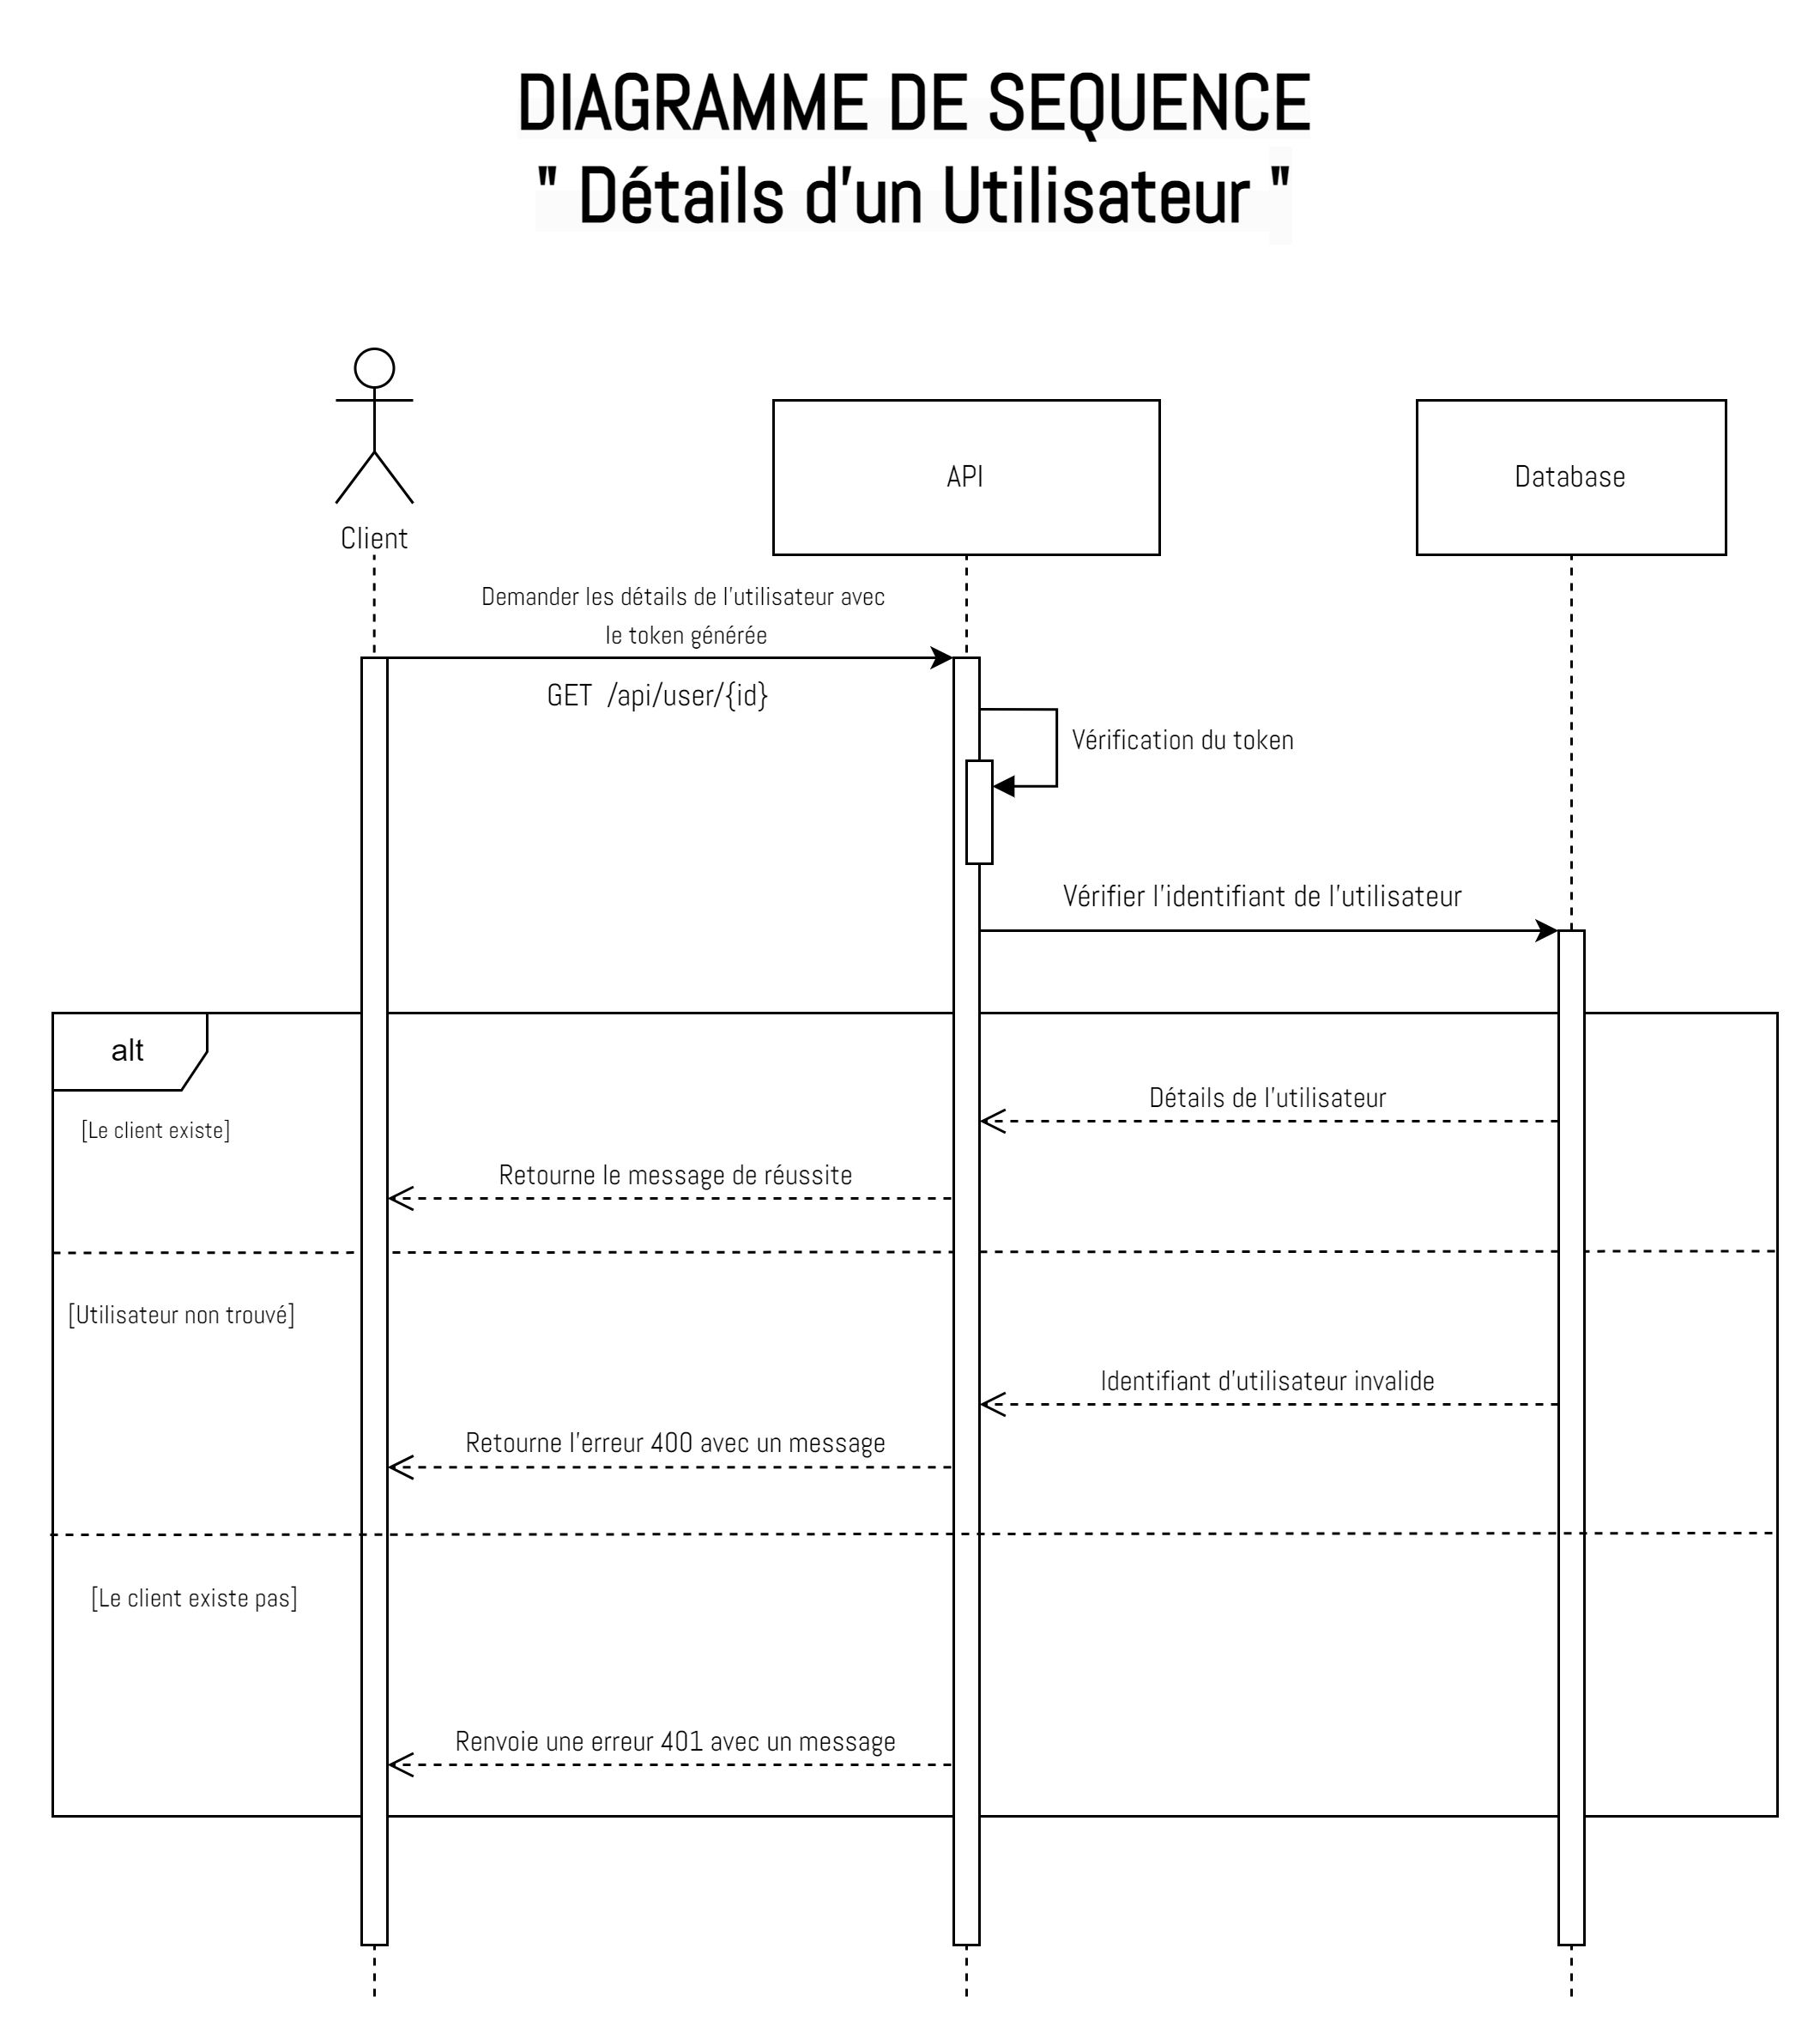 DIAGRAMME DE SEQUENCE
" Détails d'un Utilisateur "
Client
API
Database
Demander les détails de l'utilisateur avec
le token générée
GET /api/user/{id}
Vérification du token
Vérifier l'identifiant de l'utilisateur
alt
Détails de l'utilisateur
[Le client existe]
Retourne le message de réussite
[Utilisateur non trouvé]
Identifiant d'utilisateur invalide
Retourne l'erreur 400 avec un message
[Le client existe pas]
Renvoie une erreur 401 avec un message